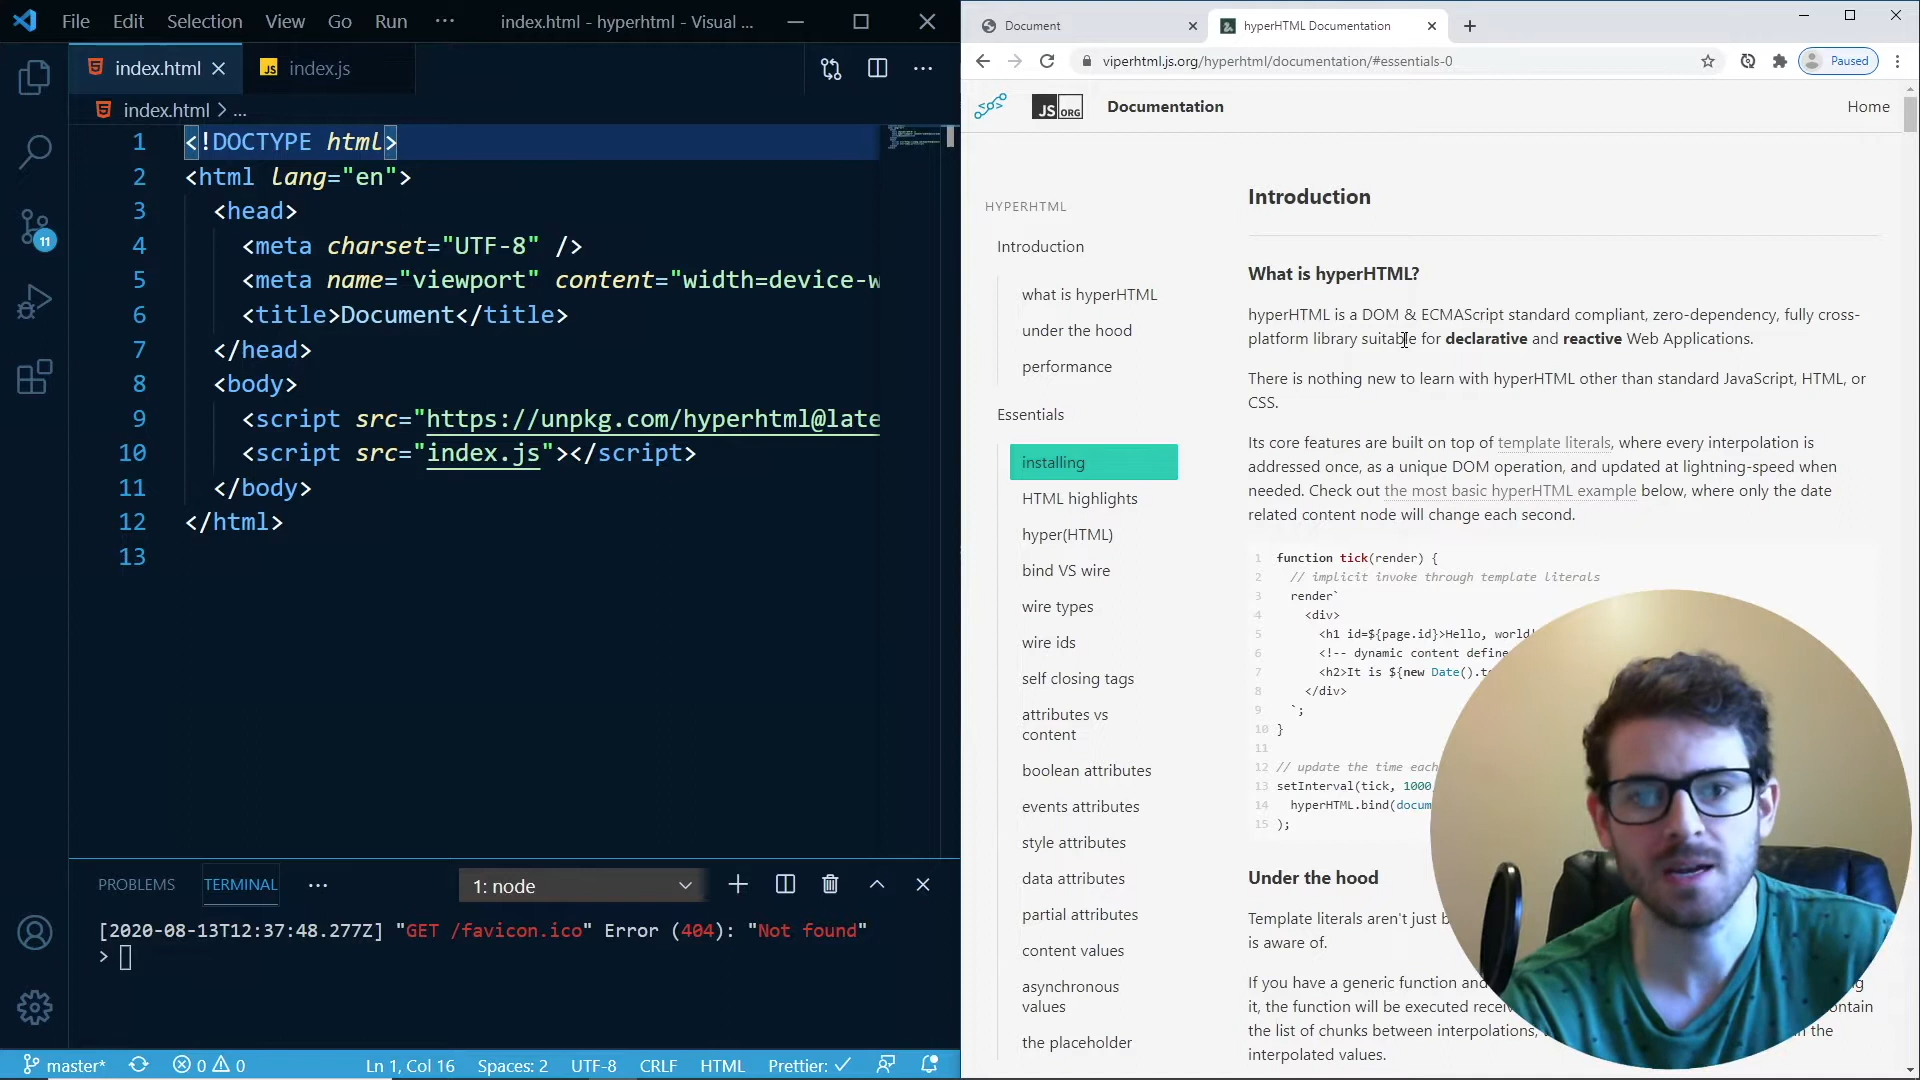 File Edit Selection View Go Run ··· index.html - hyperhtml - Visual ...
index.html
JS index.js
index.html > ...
11
1 <!DOCTYPE html>
2 <html lang="en">
3 <head>
4 <meta charset="UTF-8" />
5 <meta name="viewport" content="width=device-w
6 <title>Document</title>
7 </head>
8 <body>
9 <script src="https://unpkg.com/hyperhtml@late
10 <script src="index.js"></script>
11 </body>
12 </html>
13
PROBLEMS TERMINAL ··· 1: node
[2020-08-13T12:37:48.277Z] "GET /favicon.ico" Error (404): "Not found"
>
master* 0 0 Ln 1, Col 16 Spaces: 2 UTF-8 CRLF HTML Prettier: ✓
Document
hyperHTML Documentation
viperhtml.js.org/hyperhtml/documentation/#essentials-0
Paused
JS ORG Documentation Home
HYPERHTML
Introduction
what is hyperHTML
under the hood
performance
Essentials
installing
HTML highlights
hyper(HTML)
bind VS wire
wire types
wire ids
self closing tags
attributes vs
content
boolean attributes
events attributes
style attributes
data attributes
partial attributes
content values
asynchronous
values
the placeholder
Introduction
What is hyperHTML?
hyperHTML is a DOM & ECMAScript standard compliant, zero-dependency, fully cross-
platform library suitable for declarative and reactive Web Applications.
There is nothing new to learn with hyperHTML other than standard JavaScript, HTML, or
CSS.
Its core features are built on top of template literals, where every interpolation is
addressed once, as a unique DOM operation, and updated at lightning-speed when
needed. Check out the most basic hyperHTML example below, where only the date
related content node will change each second.
1 function tick(render) {
2 // implicit invoke through template literals
3 render`
4 <div>
5 <h1 id=${page.id}>Hello, world!
6 <!-- dynamic content define
7 <h2>It is ${new Date().to
8 </div>
9 `;
10 }
11
12 // update the time each
13 setInterval(tick, 1000
14 hyperHTML.bind(docum
15 );
Under the hood
Template literals aren't just b
is aware of.
If you have a generic function and
it, the function will be executed recei
the list of chunks between interpolations, the
interpolated values.